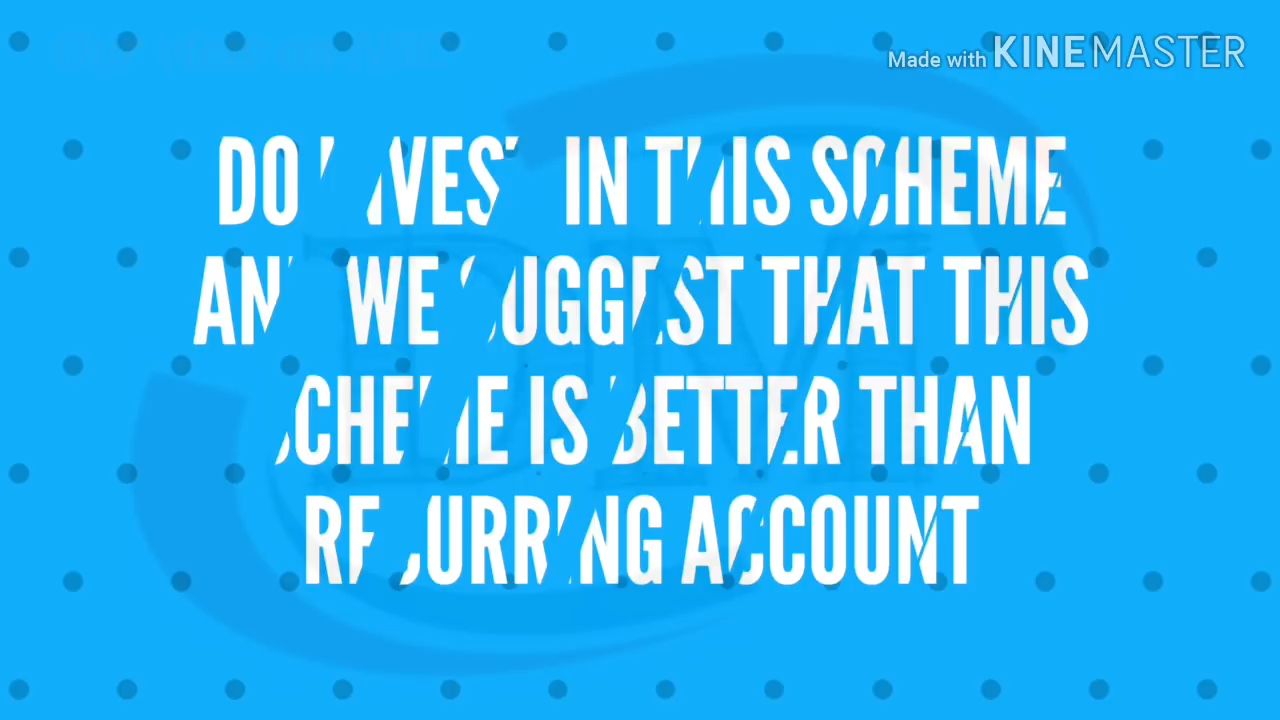 Made with KINEMASTER
DO INVEST IN THIS SCHEME
AND WE SUGGEST THAT THIS
SCHEME IS BETTER THAN
RECURRING ACCOUNT
DM